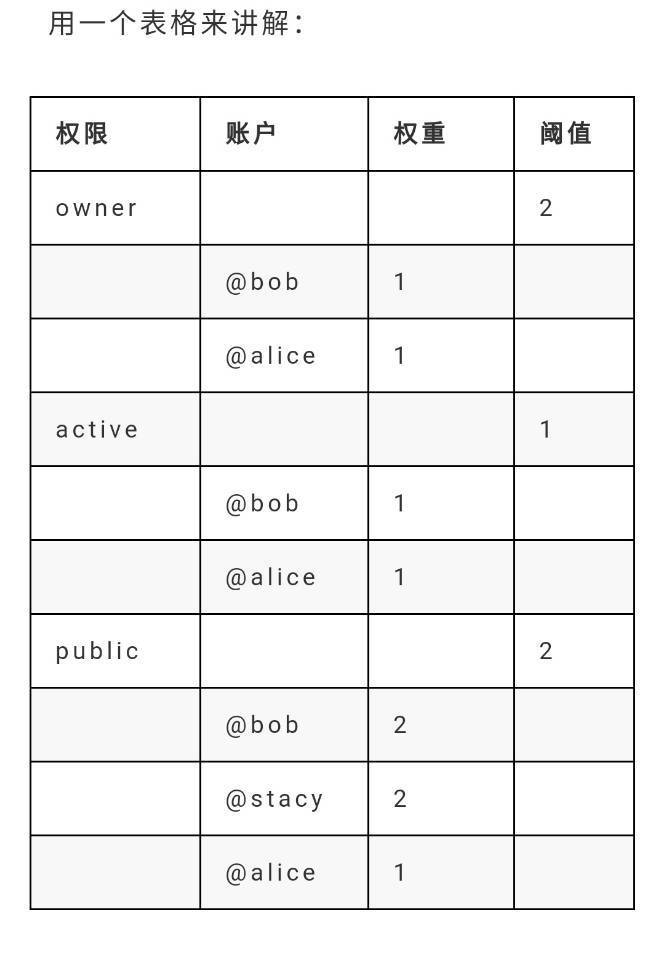 用一个表格来讲解：
权限 账户 权重 阈值
owner 2
@bob 1
@alice 1
active 1
@bob 1
@alice 1
public 2
@bob 2
@stacy 2
@alice 1